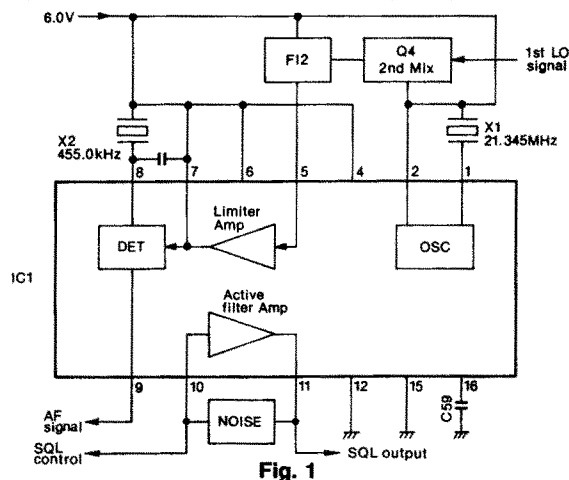 6.0V
FI2
Q4
2nd Mix
1st LO
signal
X2
455.0kHz
X1
21.345MHz
8
7
6
5
4
2
1
Limiter
Amp
DET
OSC
IC1
Active
filter Amp
9
10
11
12
15
16
C59
AF
signal
NOISE
SQL
control
SQL output
Fig. 1